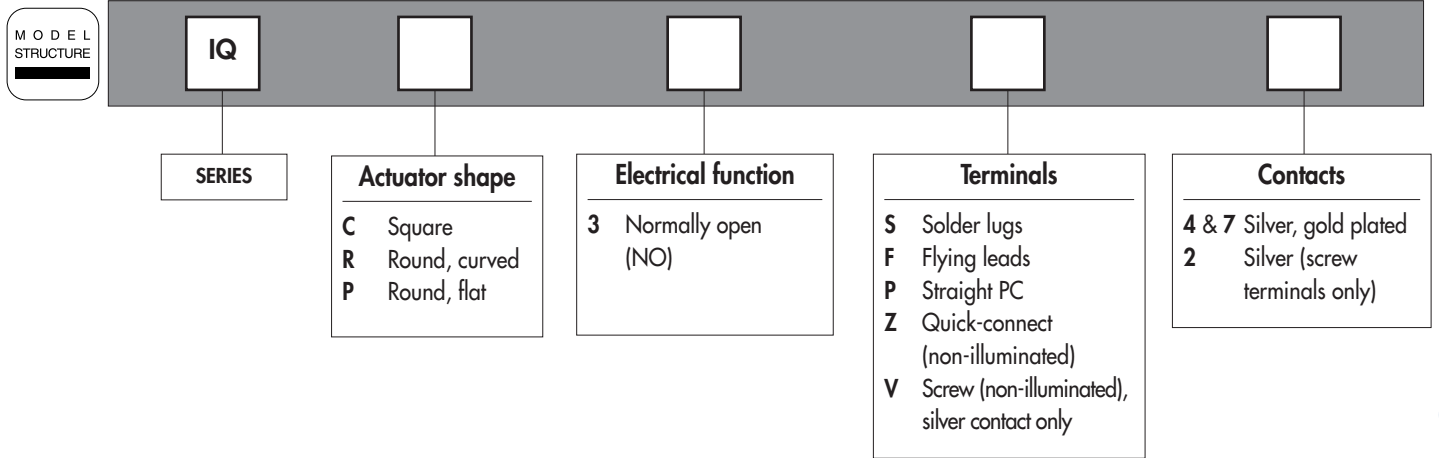 MODEL
STRUCTURE
IQ
SERIES
Actuator shape
C Square
R Round, curved
P Round, flat
Electrical function
3 Normally open
(NO)
Terminals
S Solder lugs
F Flying leads
P Straight PC
Z Quick-connect
(non-illuminated)
V Screw (non-illuminated),
silver contact only
Contacts
4 & 7 Silver, gold plated
2 Silver (screw
terminals only)